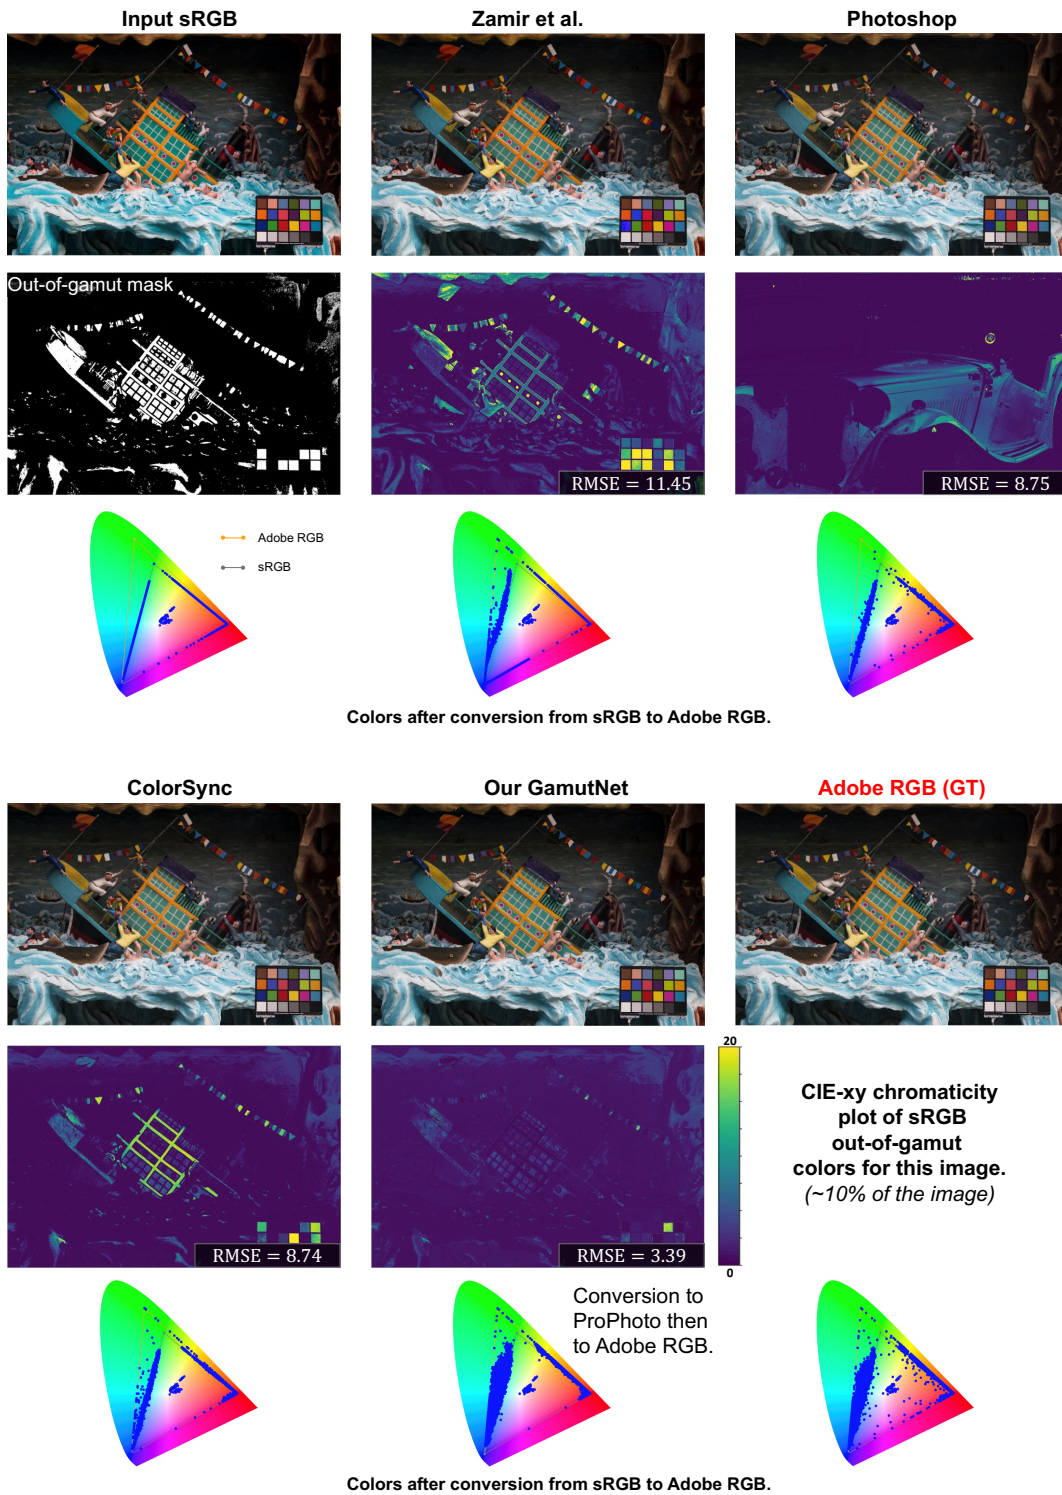 Input sRGB
Zamir et al.
Photoshop
Out-of-gamut mask
RMSE = 11.45
RMSE = 8.75
Adobe RGB
sRGB
Colors after conversion from sRGB to Adobe RGB.
ColorSync
Our GamutNet
Adobe RGB (GT)
RMSE = 8.74
RMSE = 3.39
20
0
CIE-xy chromaticity
plot of sRGB
out-of-gamut
colors for this image.
(~10% of the image)
Conversion to
ProPhoto then
to Adobe RGB.
Colors after conversion from sRGB to Adobe RGB.